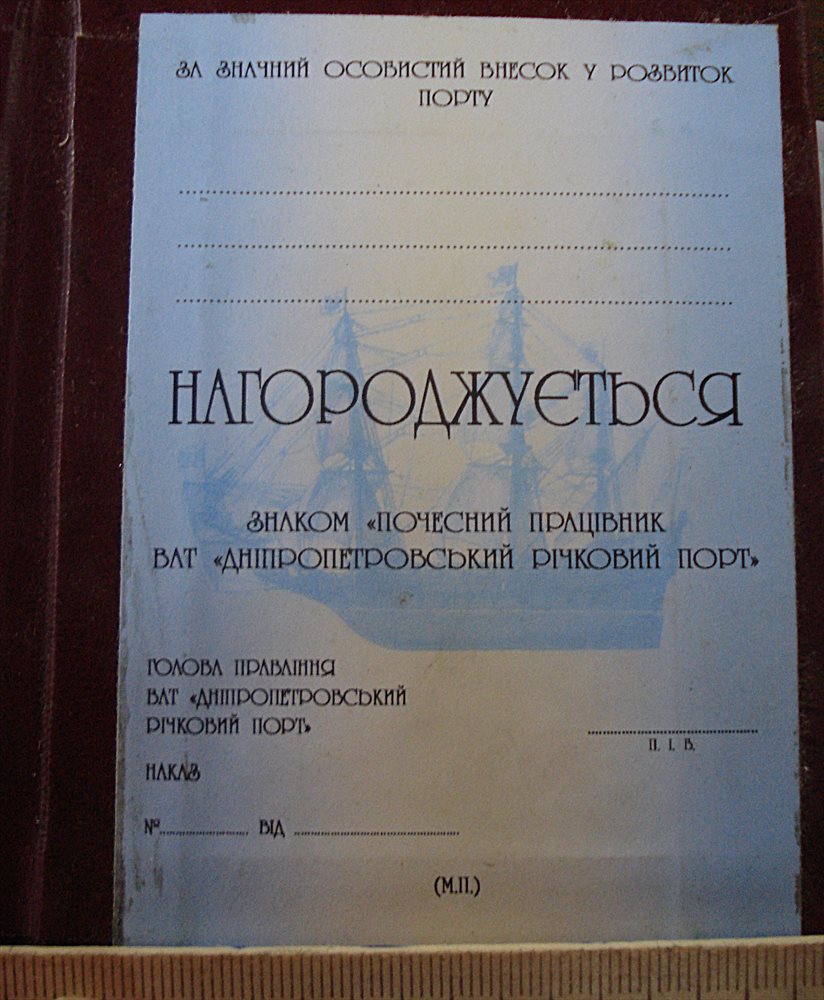 ЗА ЗНАЧНИЙ ОСОБИСТИЙ ВНЕСОК У РОЗВИТОК
ПОРТУ
НАГОРОДЖУЄТЬСЯ
ЗНАКОМ «ПОЧЕСНИЙ ПРАЦІВНИК
ВАТ «ДНІПРОПЕТРОВСЬКИЙ РІЧКОВИЙ ПОРТ»
ГОЛОВА ПРАВЛІННЯ
ВАТ «ДНІПРОПЕТРОВСЬКИЙ
РІЧКОВИЙ ПОРТ»
П. І. Б.
НАКАЗ
№.................... ВІД ........................................
(М.П.)